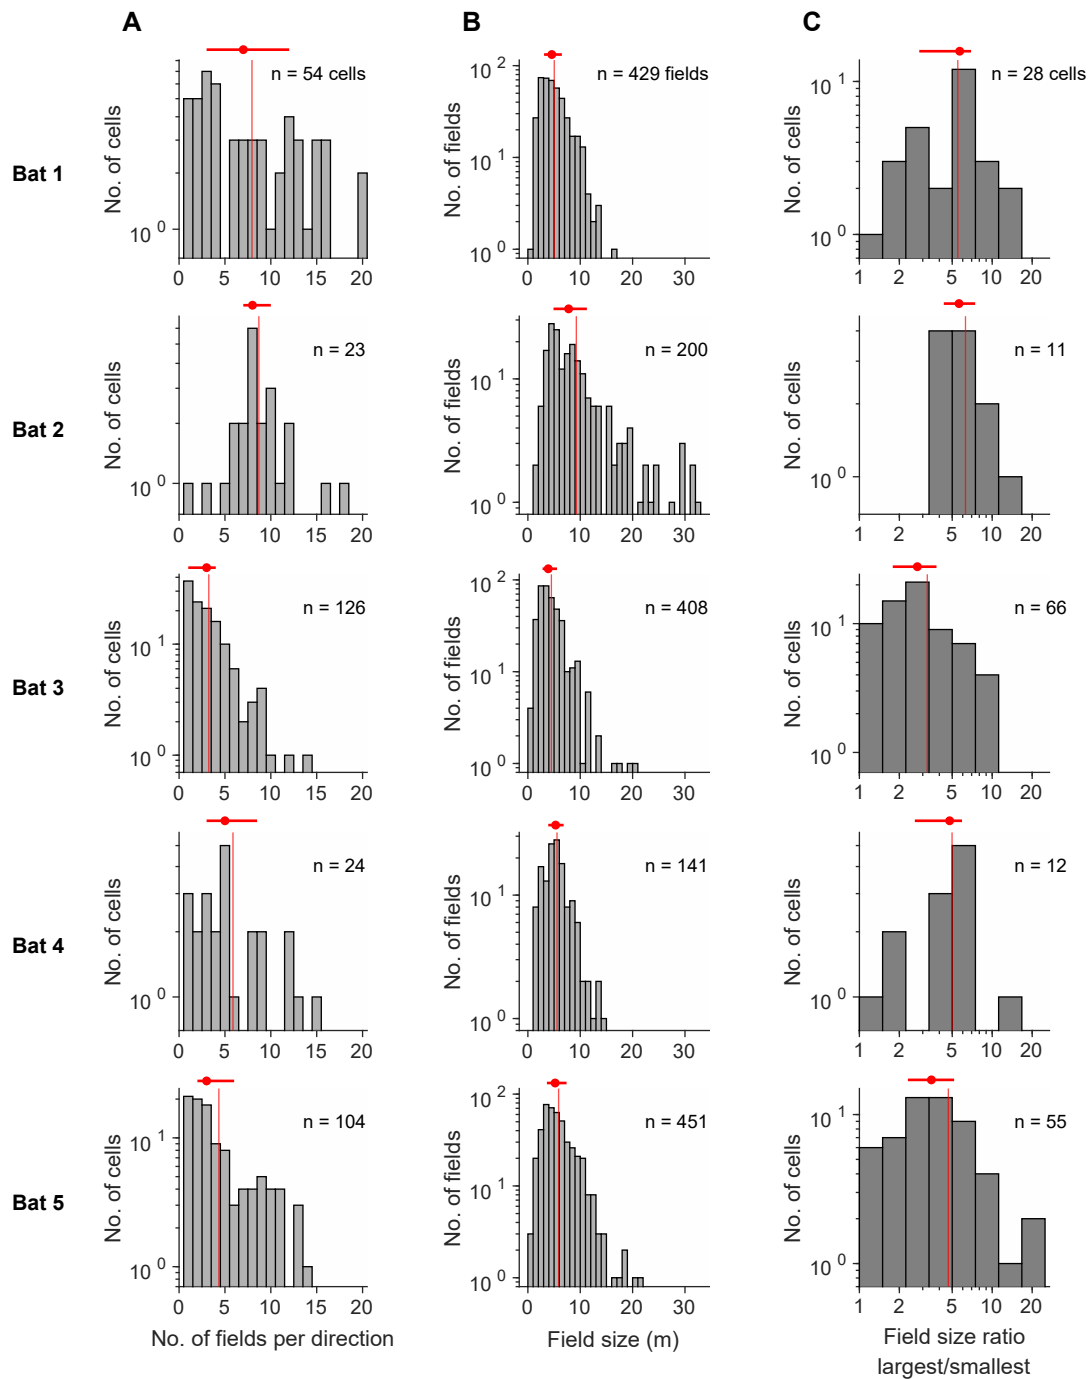 A B C
Bat 1
No. of cells
10 0
0 5 10 15 20
n = 54 cells
No. of fields
10 2
10 1
10 0
0 10 20 30
n = 429 fields
No. of cells
10 1
10 0
1 2 5 10 20
n = 28 cells
Bat 2
No. of cells
10 0
0 5 10 15 20
n = 23
No. of fields
10 1
10 0
0 10 20 30
n = 200
No. of cells
10 0
1 2 5 10 20
n = 11
Bat 3
No. of cells
10 1
10 0
0 5 10 15 20
n = 126
No. of fields
10 2
10 1
10 0
0 10 20 30
n = 408
No. of cells
10 1
10 0
1 2 5 10 20
n = 66
Bat 4
No. of cells
10 0
0 5 10 15 20
n = 24
No. of fields
10 1
10 0
0 10 20 30
n = 141
No. of cells
10 0
1 2 5 10 20
n = 12
Bat 5
No. of cells
10 1
10 0
0 5 10 15 20
n = 104
No. of fields per direction
No. of fields
10 2
10 1
10 0
0 10 20 30
n = 451
Field size (m)
No. of cells
10 1
10 0
1 2 5 10 20
n = 55
Field size ratio
largest/smallest